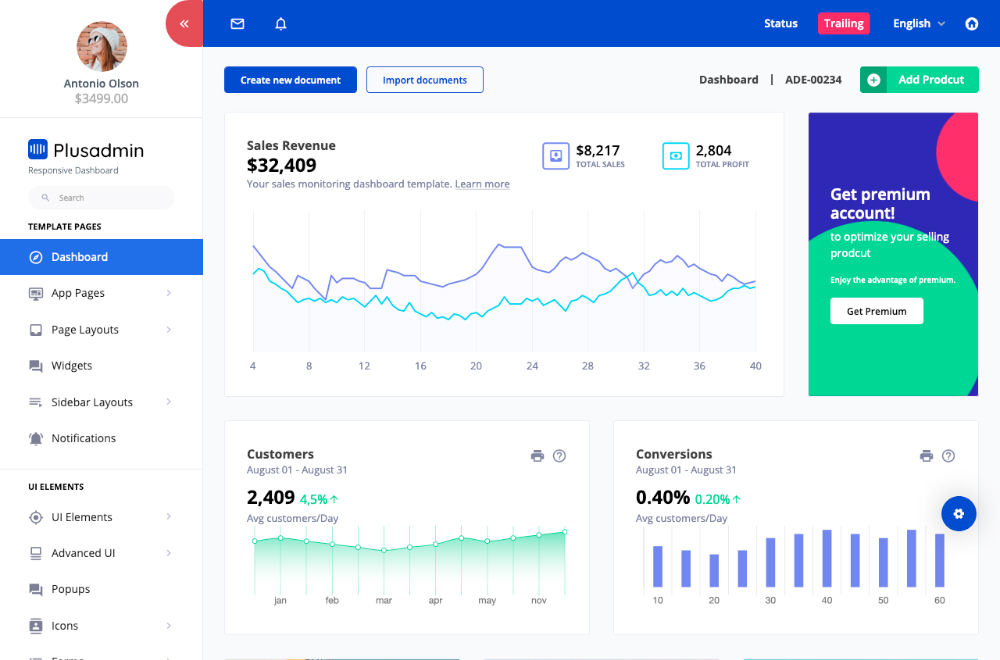 «
Antonio Olson
$3499.00
Plusadmin
Responsive Dashboard
Search
TEMPLATE PAGES
Dashboard
App Pages
Page Layouts
Widgets
Sidebar Layouts
Notifications
UI ELEMENTS
UI Elements
Advanced UI
Popups
Icons
Status
Trailing
English
Create new document
Import documents
Dashboard | ADE-00234
Add Prodcut
Sales Revenue
$32,409
Your sales monitoring dashboard template. Learn more
$8,217
TOTAL SALES
2,804
TOTAL PROFIT
4 8 12 16 20 24 28 32 36 40
Get premium
account!
to optimize your selling
prodcut
Enjoy the advantage of premium.
Get Premium
Customers
August 01 - August 31
2,409 4,5%
Avg customers/Day
jan feb mar apr may nov
Conversions
August 01 - August 31
0.40% 0.20%
Avg customers/Day
10 20 30 40 50 60